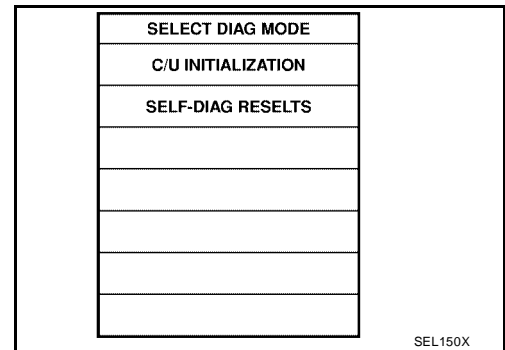 SELECT DIAG MODE
C/U INITIALIZATION
SELF-DIAG RESELTS
SEL150X